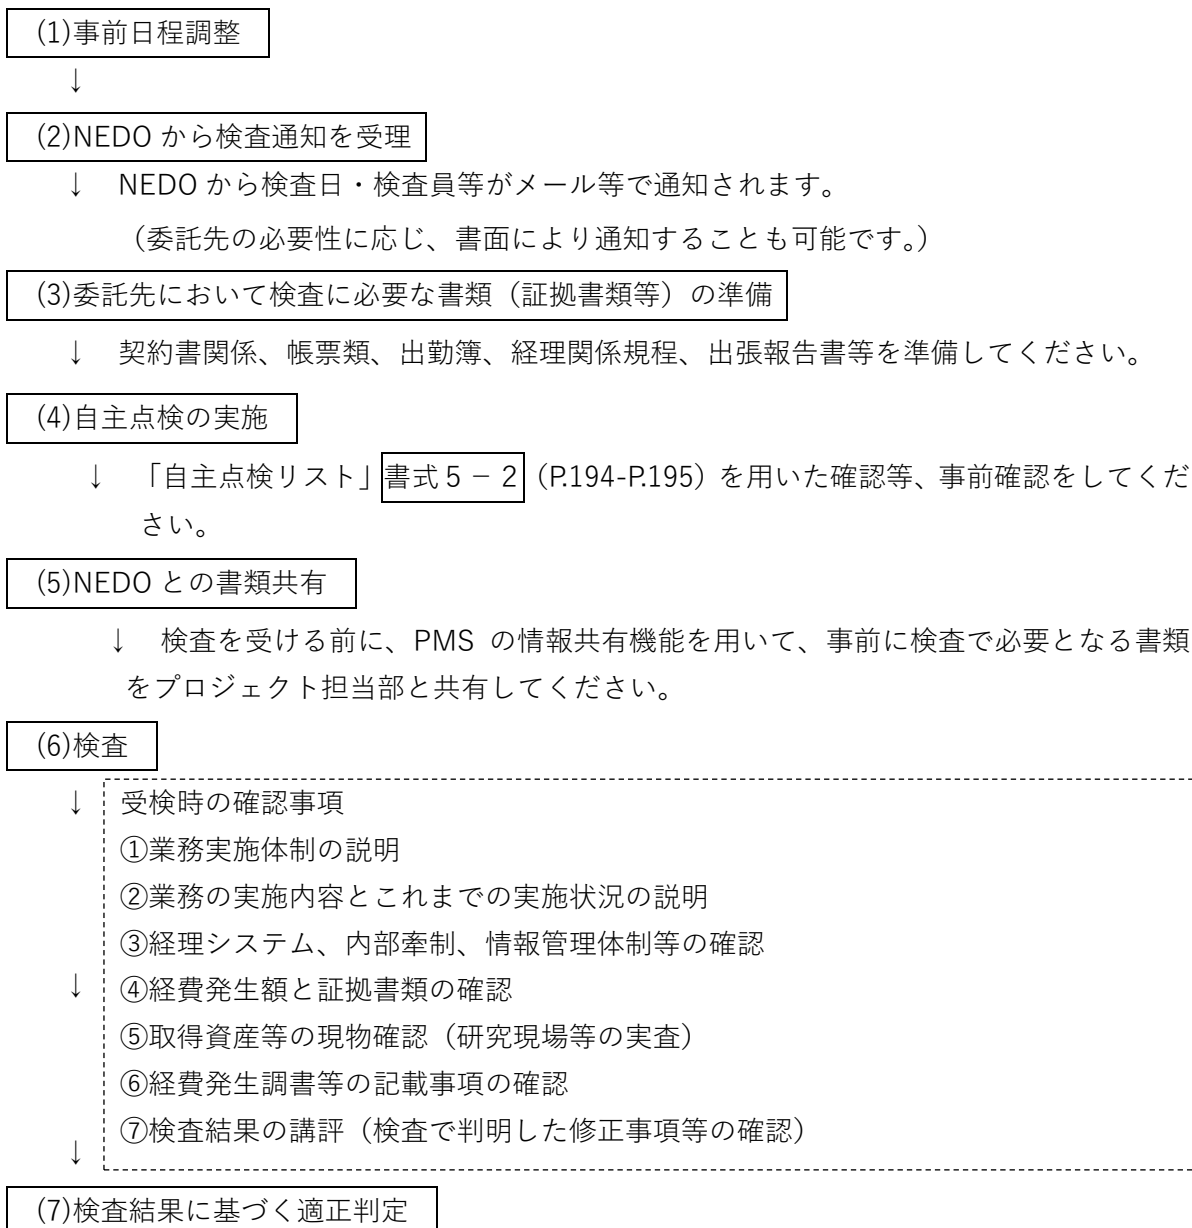 (1)事前日程調整
↓
(2)NEDO から検査通知を受理
↓ NEDO から検査日・検査員等がメール等で通知されます。
（委託先の必要性に応じ、書面により通知することも可能です。）
(3)委託先において検査に必要な書類（証拠書類等）の準備
↓ 契約書関係、帳票類、出勤簿、経理関係規程、出張報告書等を準備してください。
(4)自主点検の実施
↓ 「自主点検リスト」書式５－２（P.194-P.195）を用いた確認等、事前確認をしてくだ
さい。
(5)NEDO との書類共有
↓ 検査を受ける前に、PMS の情報共有機能を用いて、事前に検査で必要となる書類
をプロジェクト担当部と共有してください。
(6)検査
↓ 受検時の確認事項
①業務実施体制の説明
②業務の実施内容とこれまでの実施状況の説明
③経理システム、内部牽制、情報管理体制等の確認
↓ ④経費発生額と証拠書類の確認
⑤取得資産等の現物確認（研究現場等の実査）
⑥経費発生調書等の記載事項の確認
⑦検査結果の講評（検査で判明した修正事項等の確認）
↓
(7)検査結果に基づく適正判定